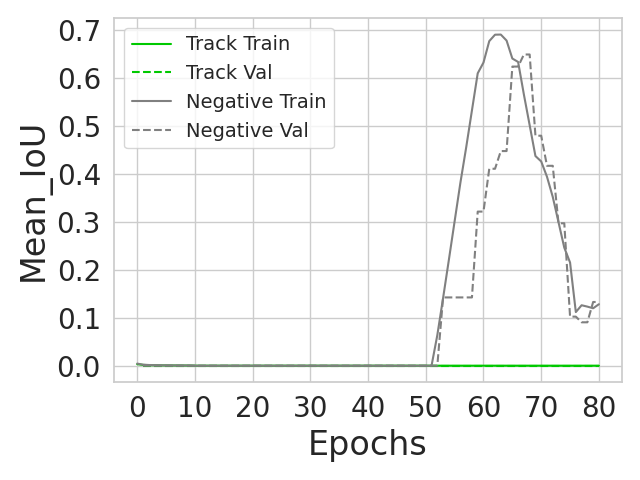 Track Train
Track Val
Negative Train
Negative Val
Mean_IoU
0.7
0.6
0.5
0.4
0.3
0.2
0.1
0.0
0 10 20 30 40 50 60 70 80
Epochs